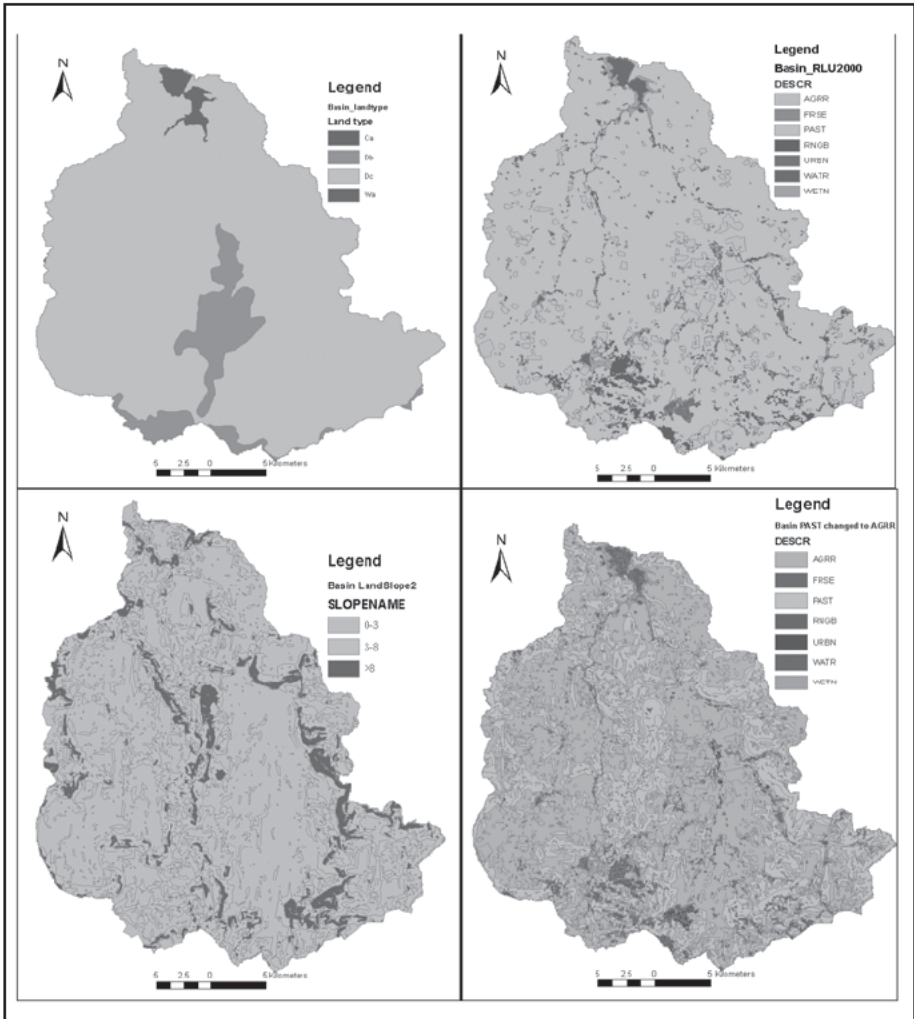 N
Legend
Basin_landtype
Land type
Ca
Db
Dc
Wa
5 2.5 0 5 Kilometers
N
Legend
Basin_RLU2000
DESCR
AGRR
FRSE
PAST
RNGB
URBN
WATR
WETN
5 2.5 0 5 Kilometers
N
Legend
Basin LandSlope2
SLOPENAME
0-3
3-8
>8
5 2.5 0 5 Kilometers
N
Legend
Basin PAST changed to AGRR
DESCR
AGRR
FRSE
PAST
RNGB
URBN
WATR
WETN
5 2.5 0 5 Kilometers